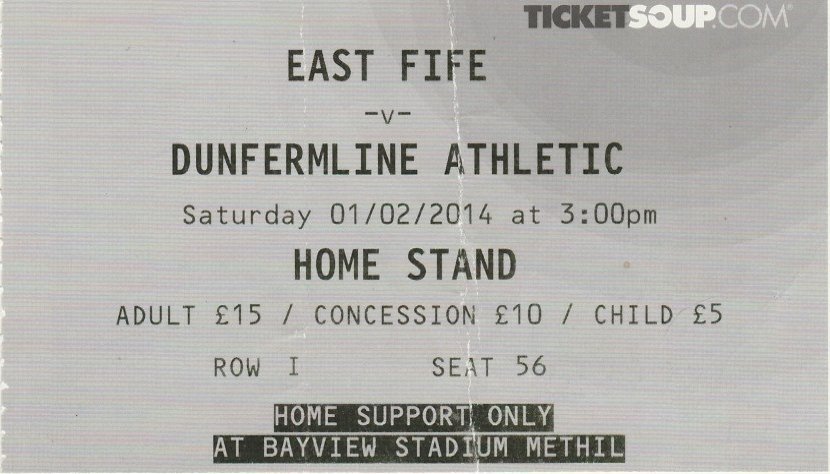 TICKETSOUP.COM
EAST FIFE
-v-
DUNFERMLINE ATHLETIC
Saturday 01/02/2014 at 3:00pm
HOME STAND
ADULT £15 / CONCESSION £10 / CHILD £5
ROW I SEAT 56
HOME SUPPORT ONLY
AT BAYVIEW STADIUM METHIL